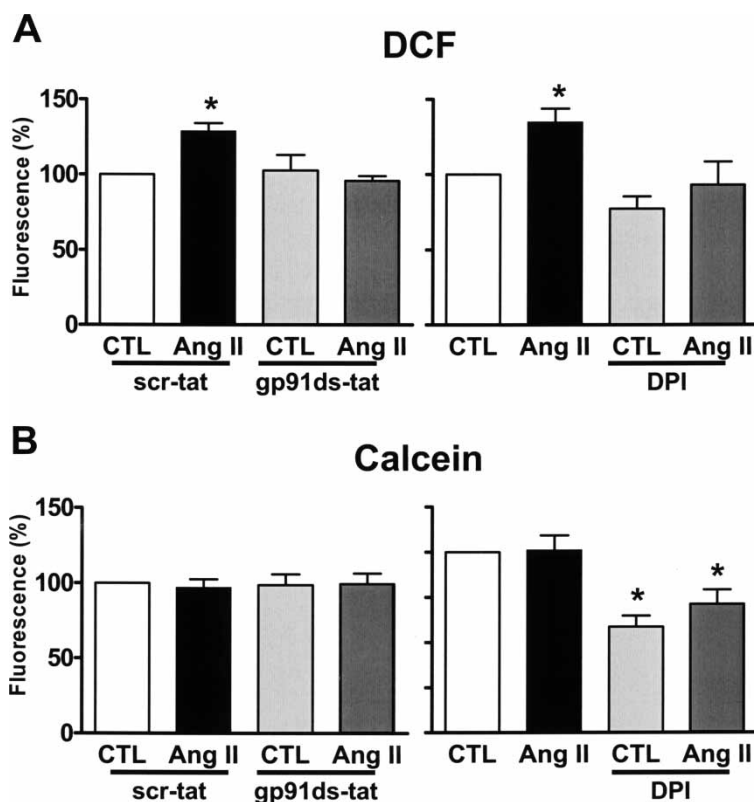 A
DCF
Fluorescence (%)
150
100
50
0
*
*
CTL Ang II CTL Ang II CTL Ang II CTL Ang II
scr-tat gp91ds-tat DPI
B
Calcein
Fluorescence (%)
150
100
50
0
*
*
CTL Ang II CTL Ang II CTL Ang II CTL Ang II
scr-tat gp91ds-tat DPI